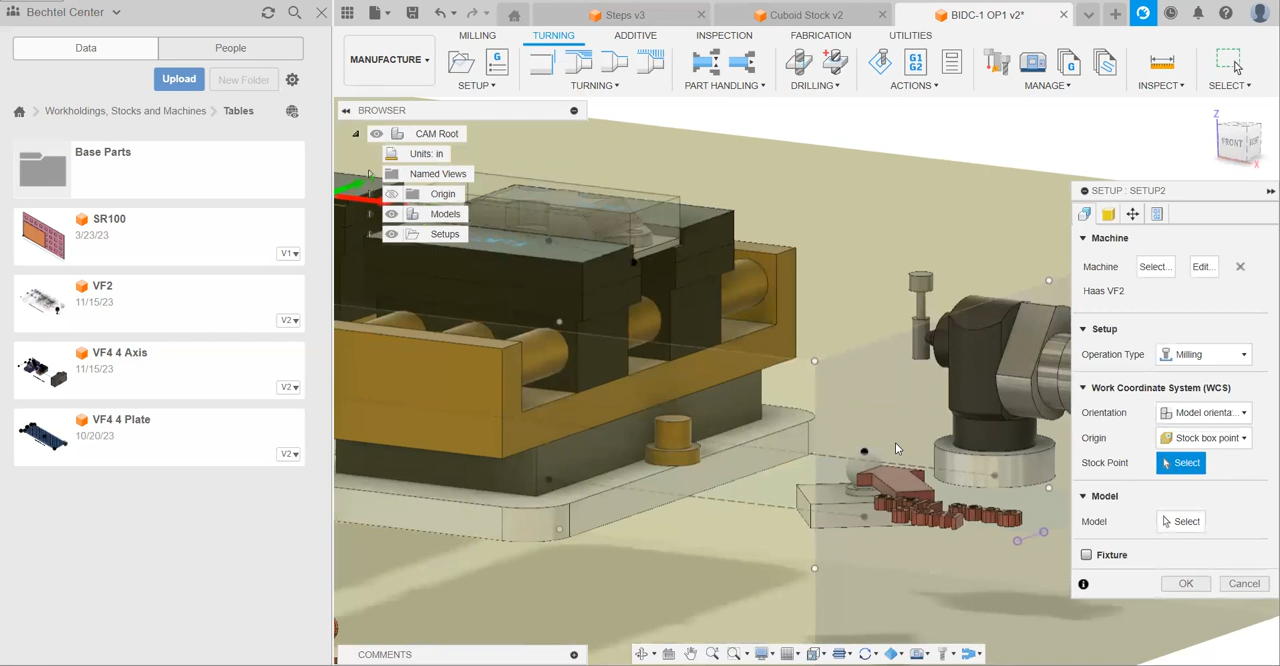 Bechtel Center
Steps v3
Cuboid Stock v2
BIDC-1 OP1 v2*
Data
People
Upload
New Folder
Workholdings, Stocks and Machines
Tables
Base Parts
SR100
3/23/23
V1
VF2
11/15/23
V2
VF4 4 Axis
11/15/23
V2
VF4 4 Plate
10/20/23
V2
MILLING
TURNING
ADDITIVE
INSPECTION
FABRICATION
UTILITIES
MANUFACTURE
G
G1
G2
G
SETUP
TURNING
PART HANDLING
DRILLING
ACTIONS
MANAGE
INSPECT
SELECT
BROWSER
CAM Root
Units: in
Named Views
Origin
Models
Setups
Z
FRONT
X
SETUP : SETUP2
Machine
Machine
Select...
Edit...
Haas VF2
Setup
Operation Type
Milling
Work Coordinate System (WCS)
Orientation
Model orienta...
Origin
Stock box point
Stock Point
Select
Model
Model
Select
Fixture
OK
Cancel
COMMENTS